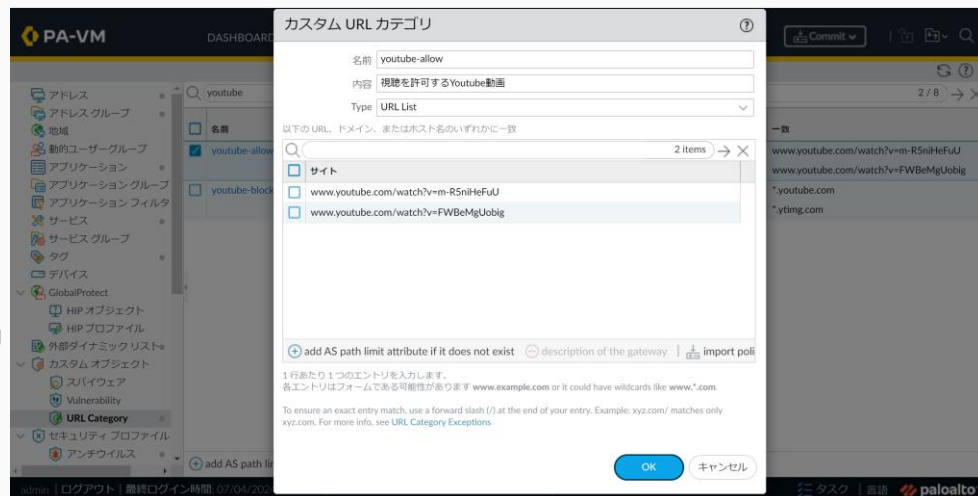 PA-VM
DASHBOARD
Commit
カスタム URL カテゴリ
名前 youtube-allow
内容 視聴を許可するYoutube動画
Type URL List
以下の URL、ドメイン、またはホスト名のいずれかに一致
2 items
サイト
www.youtube.com/watch?v=m-R5niHeFuU
www.youtube.com/watch?v=FWBeMgUobig
add AS path limit attribute if it does not exist
description of the gateway
import poli
1 行あたり 1 つのエントリを入力します。
各エントリはフォームである可能性があります www.example.com or it could have wildcards like www.*.com.
To ensure an exact entry match, use a forward slash (/) at the end of your entry. Example: xyz.com/ matches only
xyz.com. For more info, see URL Category Exceptions
OK
キャンセル
アドレス
アドレス グループ
地域
動的ユーザーグループ
アプリケーション
アプリケーション グループ
アプリケーション フィルタ
サービス
サービス グループ
タグ
デバイス
GlobalProtect
HIP オブジェクト
HIP プロファイル
外部ダイナミック リスト
カスタム オブジェクト
スパイウェア
Vulnerability
URL Category
セキュリティ プロファイル
アンチウイルス
youtube
2 / 8
名前
一致
youtube-allow
www.youtube.com/watch?v=m-R5niHeFuU
www.youtube.com/watch?v=FWBeMgUobig
youtube-block
*.youtube.com
*.ytimg.com
add AS path lim
admin | ログアウト | 最終ログイン時間: 07/04/202
タスク | 言語
paloalto